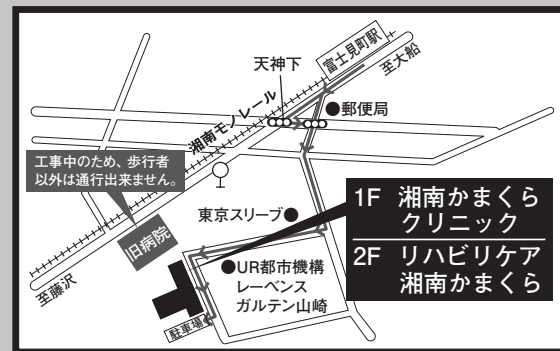 富士見町駅
至大船
天神下
湘南モノレール
●郵便局
工事中のため、歩行者
以外は通行出来ません。
旧病院
東京スリーブ●
1F 湘南かまくら
クリニック
2F リハビリケア
湘南かまくら
●UR都市機構
レーベンス
ガルテン山崎
至藤沢
駐車場